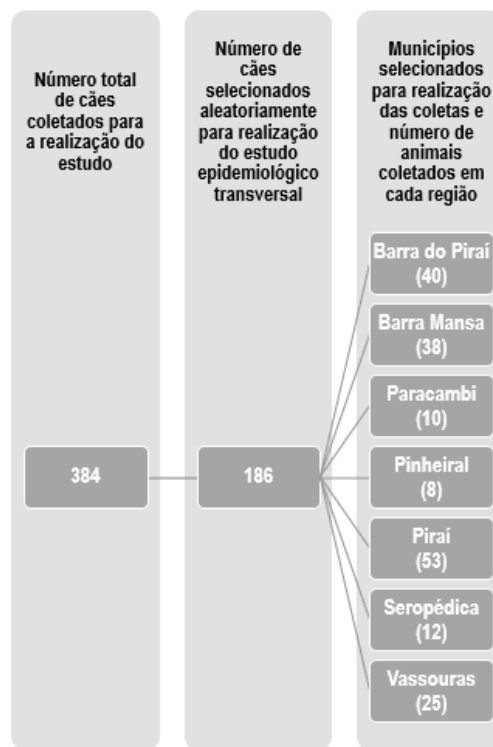 Número total
de cães
coletados para
a realização do
estudo
Número de
cães
selecionados
aleatoriamente
para realização
do estudo
epidemiológico
transversal
Municípios
selecionados
para realização
das coletas e
número de
animais
coletados em
cada região
384
186
Barra do Piraí
(40)
Barra Mansa
(38)
Paracambi
(10)
Pinheiral
(8)
Piraí
(53)
Seropédica
(12)
Vassouras
(25)